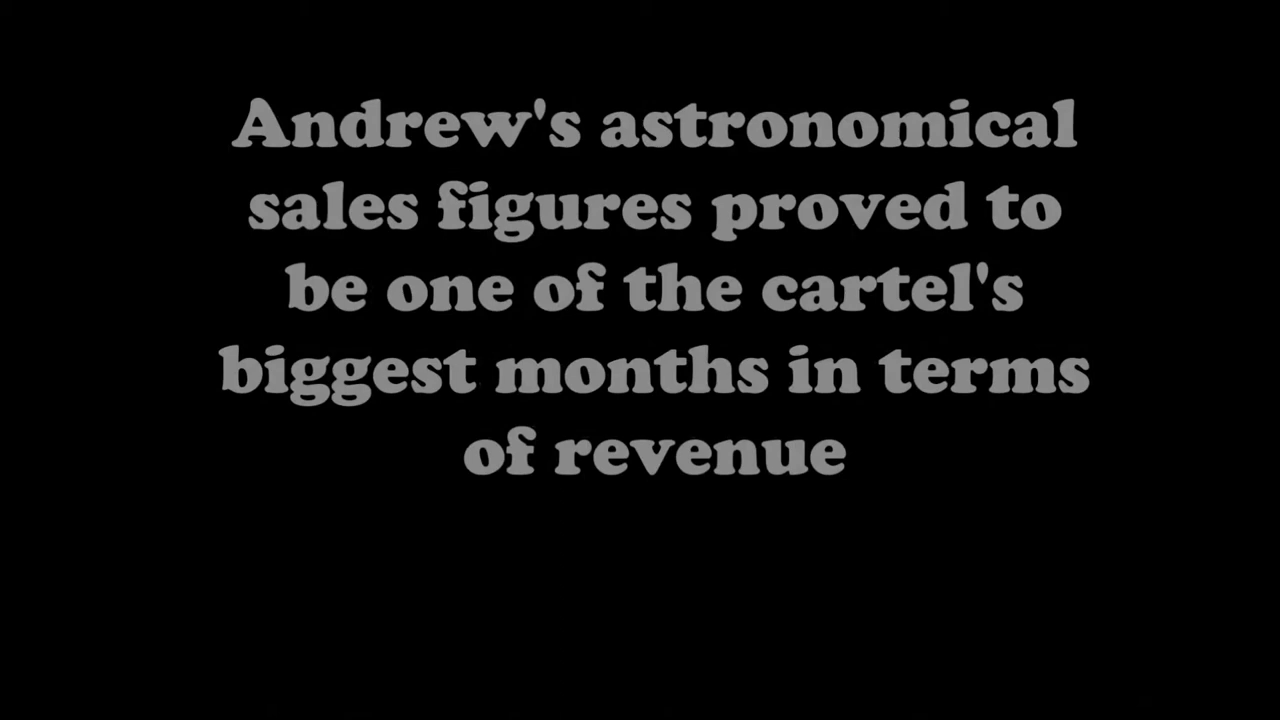 Andrew's astronomical
sales figures proved to
be one of the cartel's
biggest months in terms
of revenue